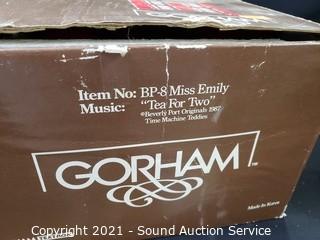 Item No: BP-8 Miss Emily
Music: "Tea For Two"
©Beverly Port Originals 1987
Time Machine Teddies
GORHAM™
Made in Korea
Copyright 2021 - Sound Auction Service